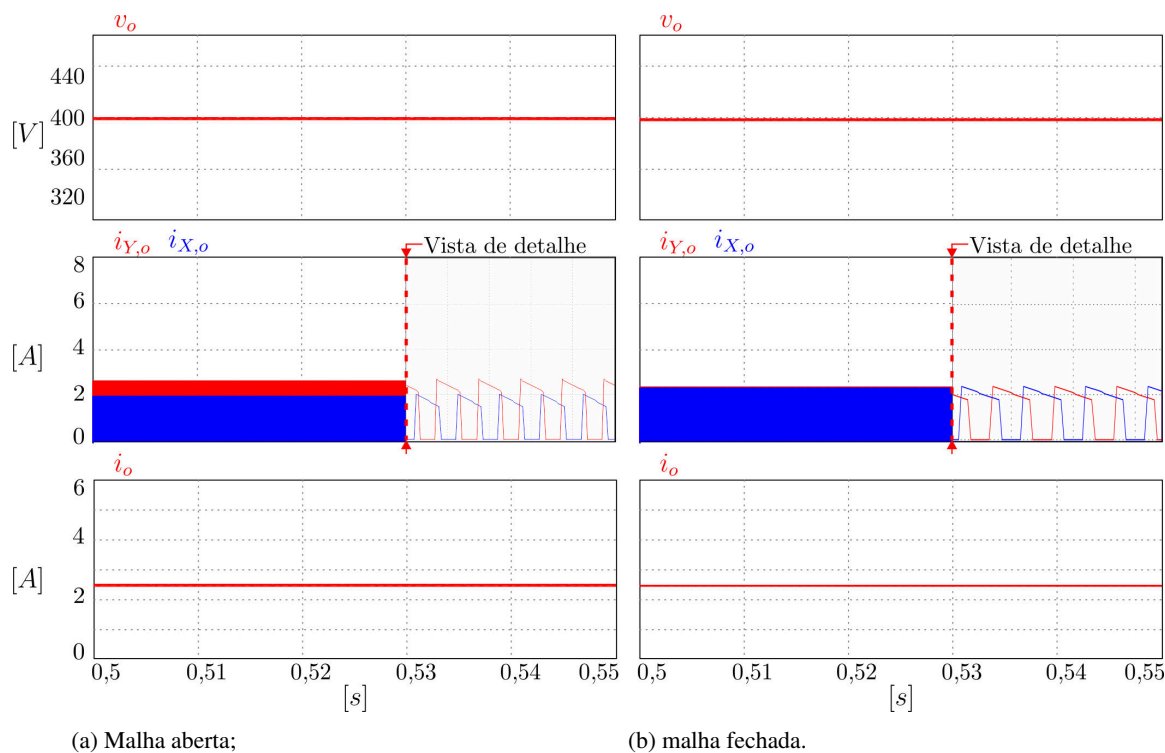 v_o v_o
440
400
[V]
360
320
i_{Y,o} i_{X,o} Vista de detalhe i_{Y,o} i_{X,o} Vista de detalhe
8
6
4
[A]
2
0
i_o i_o
6
4
[A]
2
0
0,5 0,51 0,52 0,53 0,54 0,55 0,5 0,51 0,52 0,53 0,54 0,55
[s] [s]
(a) Malha aberta; (b) malha fechada.